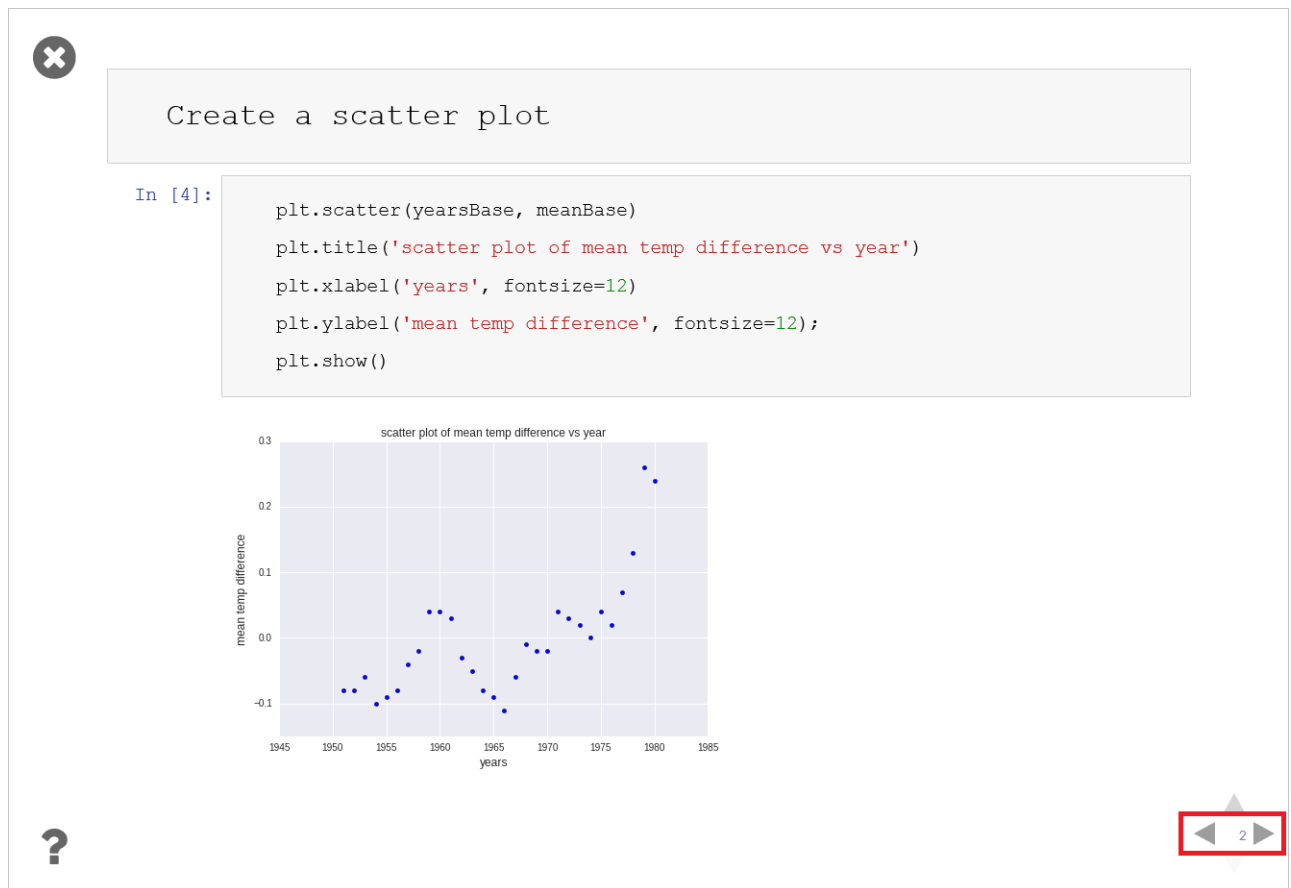 Create a scatter plot
In [4]:
plt.scatter(yearsBase, meanBase)
plt.title('scatter plot of mean temp difference vs year')
plt.xlabel('years', fontsize=12)
plt.ylabel('mean temp difference', fontsize=12);
plt.show()
scatter plot of mean temp difference vs year
0.3
0.2
0.1
0.0
−0.1
mean temp difference
1945 1950 1955 1960 1965 1970 1975 1980 1985
years
?
2